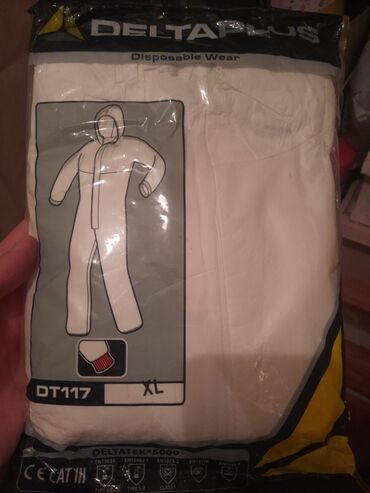 DELTAPLUS
Disposable Wear
DT117 XL
DELTATEK® 5000
CE CAT III